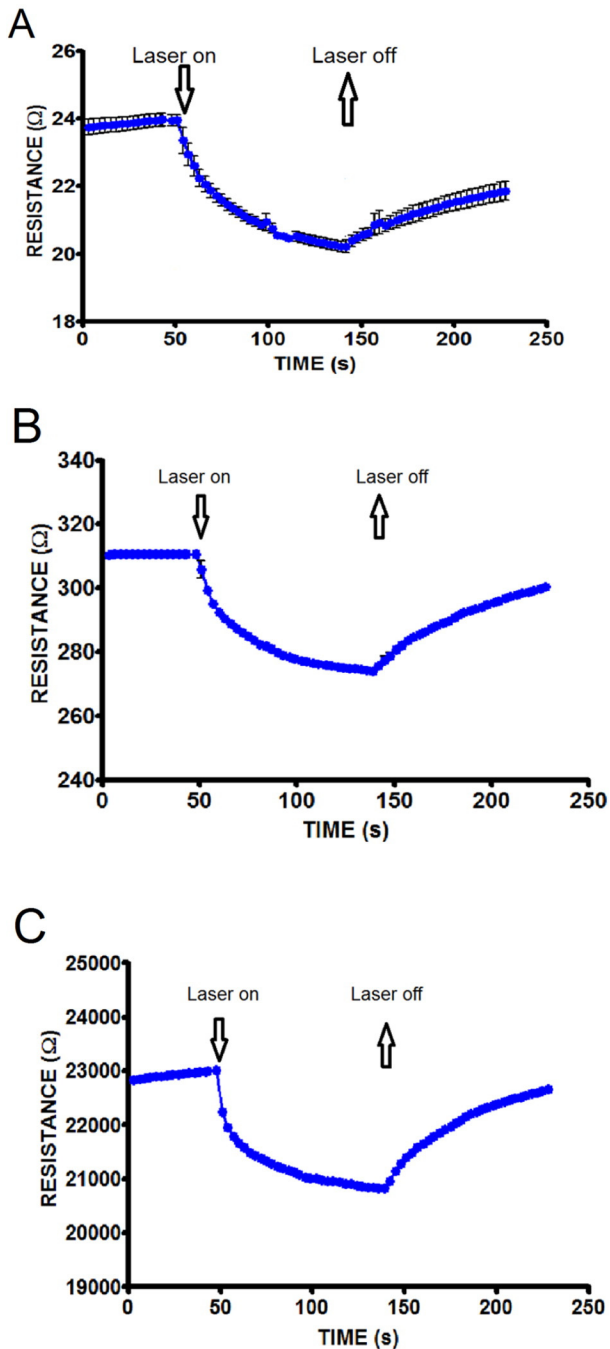 A
Laser on Laser off
26
24
22
20
18
RESISTANCE (Ω)
0 50 100 150 200 250
TIME (s)
B
Laser on Laser off
340
320
300
280
260
240
RESISTANCE (Ω)
0 50 100 150 200 250
TIME (s)
C
Laser on Laser off
25000
24000
23000
22000
21000
20000
19000
RESISTANCE (Ω)
0 50 100 150 200 250
TIME (s)